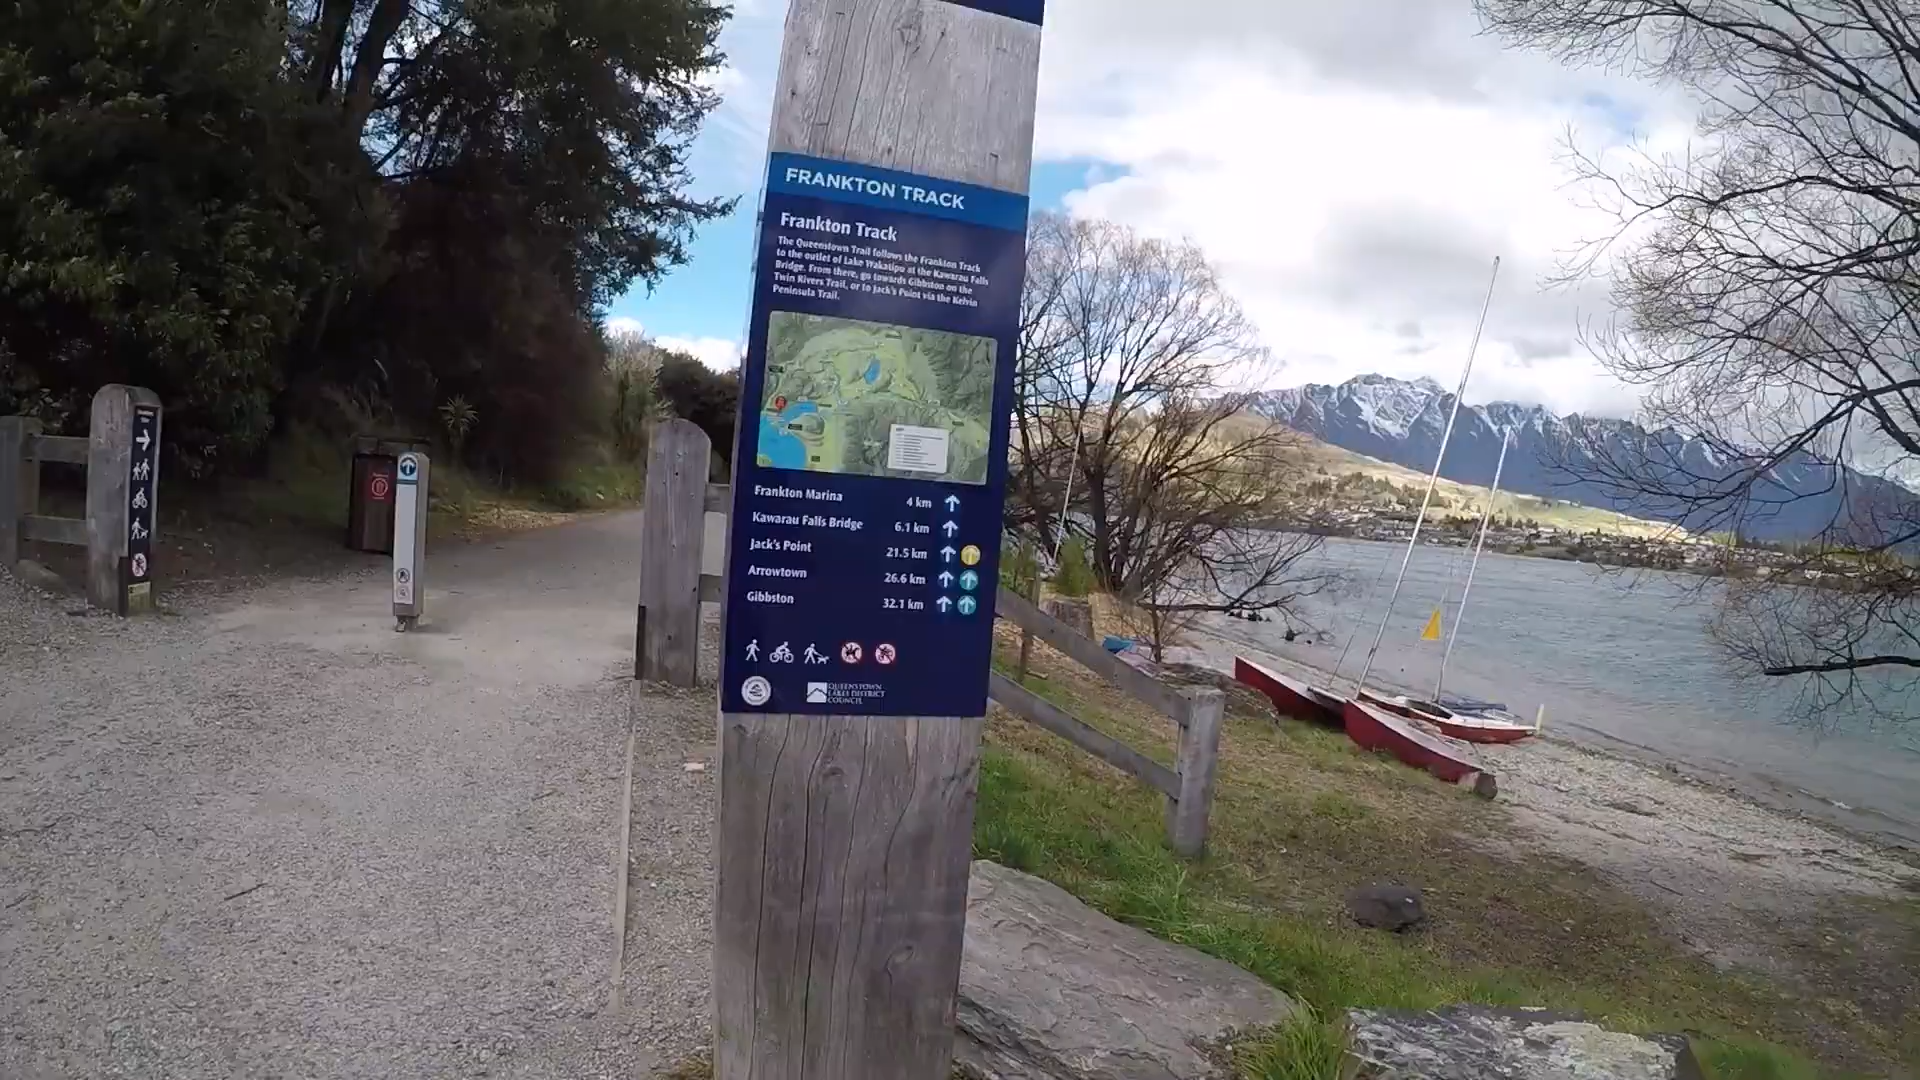 FRANKTON TRACK
Frankton Track
The Queenstown Trail follows the Frankton Track
to the outlet of Lake Wakatipu at the Kawarau Falls
Bridge. From there, go towards Gibbston on the
Twin Rivers Trail, or to Jack's Point via the Kelvin
Peninsula Trail.
Frankton Marina 4 km
Kawarau Falls Bridge 6.1 km
Jack's Point 21.5 km
Arrowtown 26.6 km
Gibbston 32.1 km
QUEENSTOWN
LAKES DISTRICT
COUNCIL